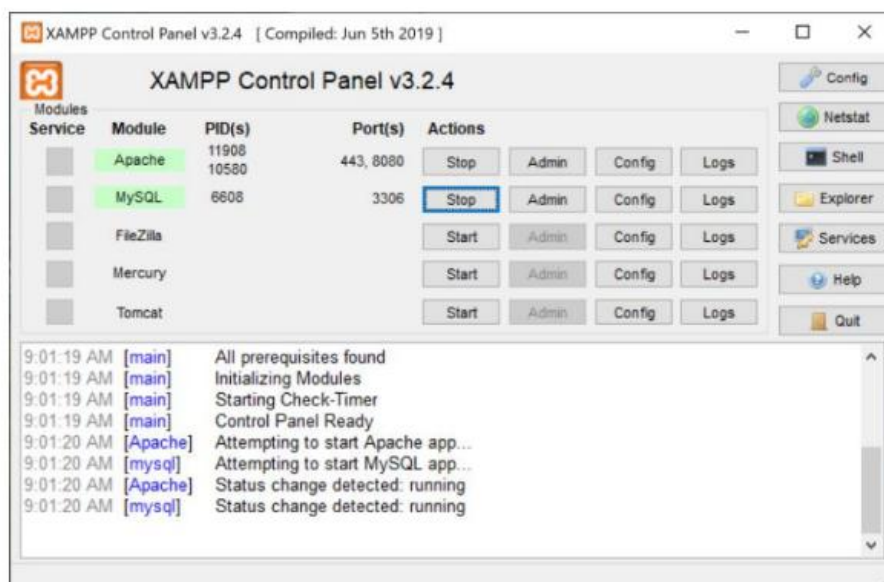 XAMPP Control Panel v3.2.4 [ Compiled: Jun 5th 2019 ]
XAMPP Control Panel v3.2.4
Config
Modules
Netstat
Service Module PID(s) Port(s) Actions
Apache 11908 10580 443, 8080 Stop Admin Config Logs
Shell
MySQL 6608 3306 Stop Admin Config Logs
Explorer
FileZilla Start Admin Config Logs
Services
Mercury Start Admin Config Logs
Help
Tomcat Start Admin Config Logs
Quit
9:01:19 AM [main] All prerequisites found
9:01:19 AM [main] Initializing Modules
9:01:19 AM [main] Starting Check-Timer
9:01:19 AM [main] Control Panel Ready
9:01:20 AM [Apache] Attempting to start Apache app...
9:01:20 AM [mysql] Attempting to start MySQL app...
9:01:20 AM [Apache] Status change detected: running
9:01:20 AM [mysql] Status change detected: running